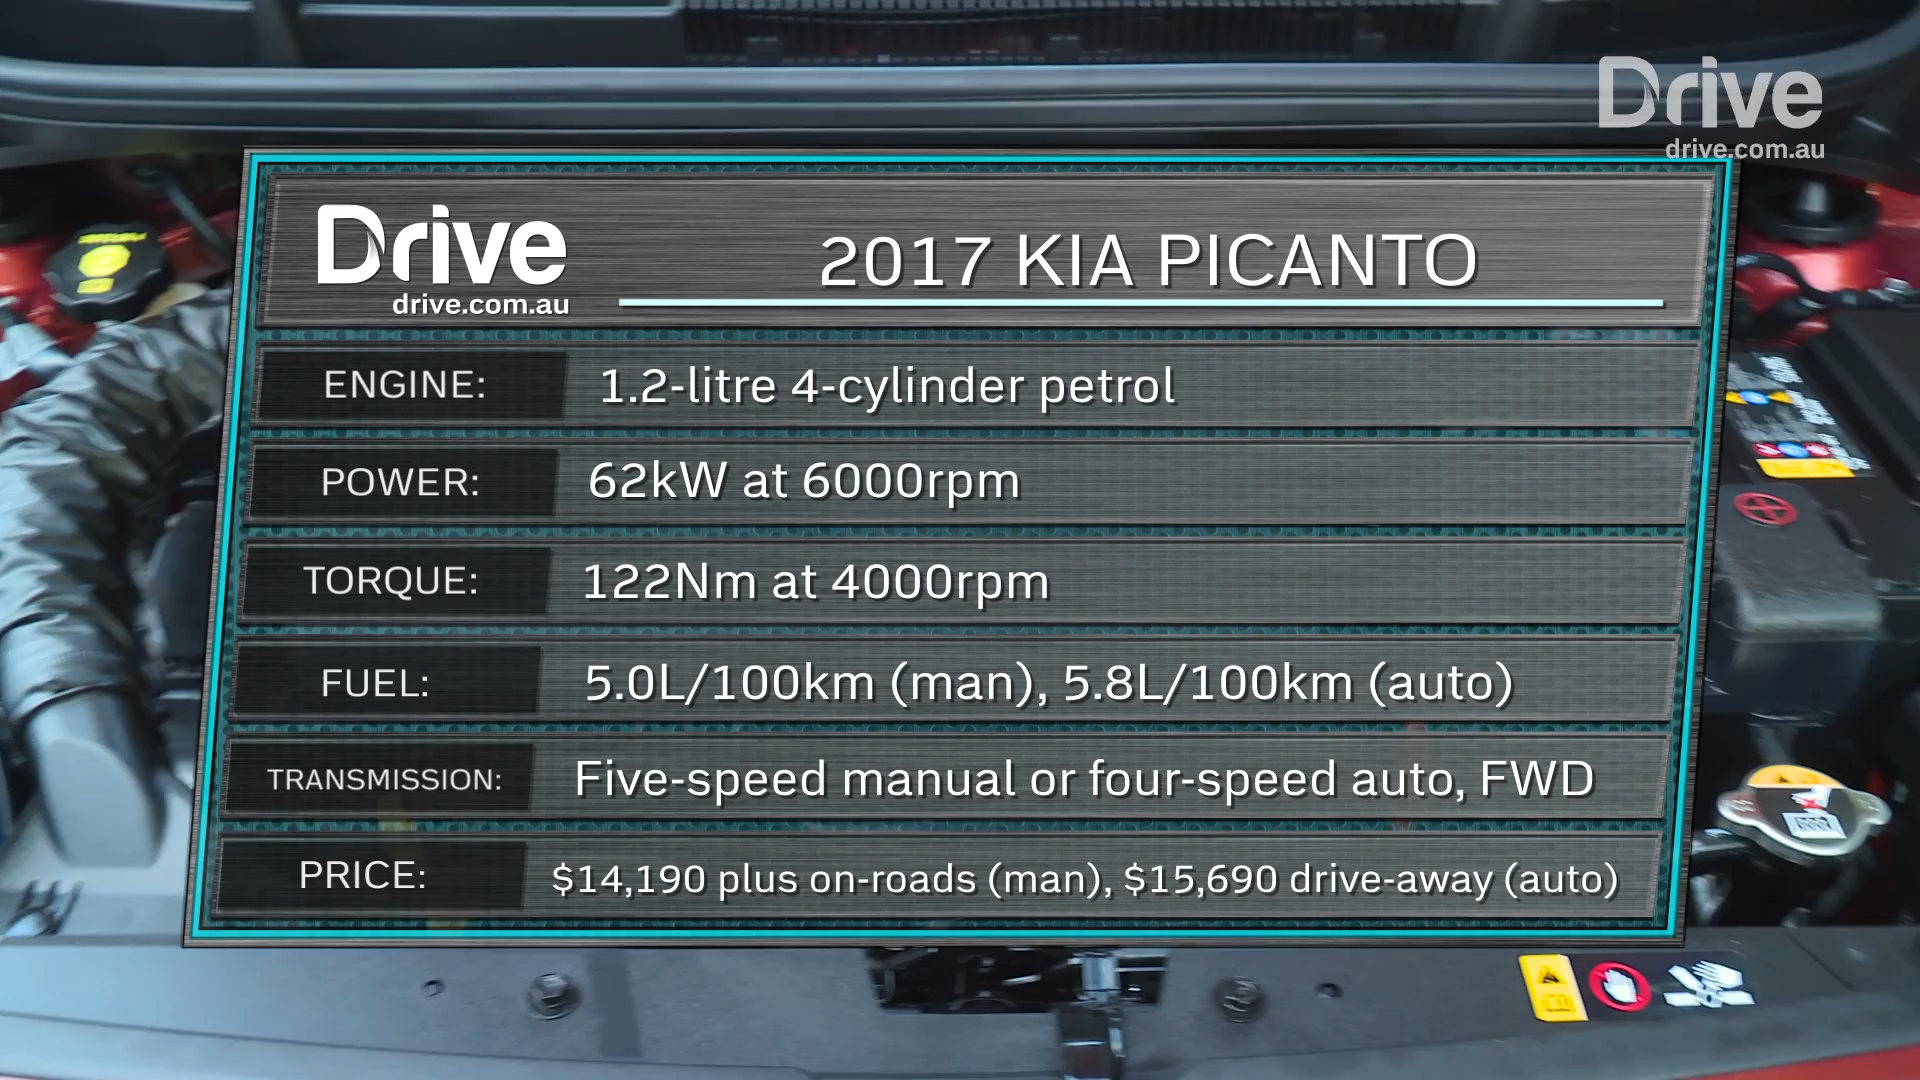 Drive
drive.com.au
Drive
drive.com.au
2017 KIA PICANTO
ENGINE: 1.2-litre 4-cylinder petrol
POWER: 62kW at 6000rpm
TORQUE: 122Nm at 4000rpm
FUEL: 5.0L/100km (man), 5.8L/100km (auto)
TRANSMISSION: Five-speed manual or four-speed auto, FWD
PRICE: $14,190 plus on-roads (man), $15,690 drive-away (auto)